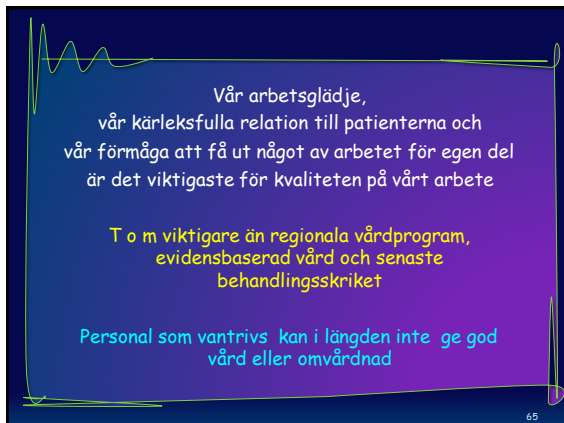 Vår arbetsglädje,
vår kärleksfulla relation till patienterna och
vår förmåga att få ut något av arbetet för egen del
är det viktigaste för kvaliteten på vårt arbete
T o m viktigare än regionala vårdprogram,
evidensbaserad vård och senaste
behandlingsskriket
Personal som vantrivs kan i längden inte ge god
vård eller omvårdnad
65